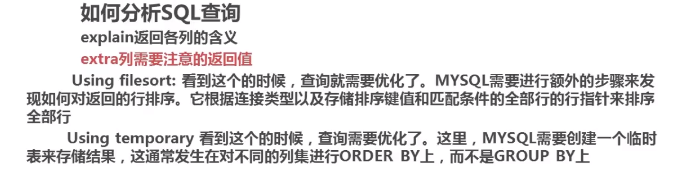 如何分析SQL查询
explain返回各列的含义
extra列需要注意的返回值
Using filesort: 看到这个的时候，查询就需要优化了。MYSQL需要进行额外的步骤来发
现如何对返回的行排序。它根据连接类型以及存储排序键值和匹配条件的全部行的行指针来排序
全部行
Using temporary 看到这个的时候，查询需要优化了。这里，MYSQL需要创建一个临时
表来存储结果，这通常发生在对不同的列集进行ORDER BY上，而不是GROUP BY上